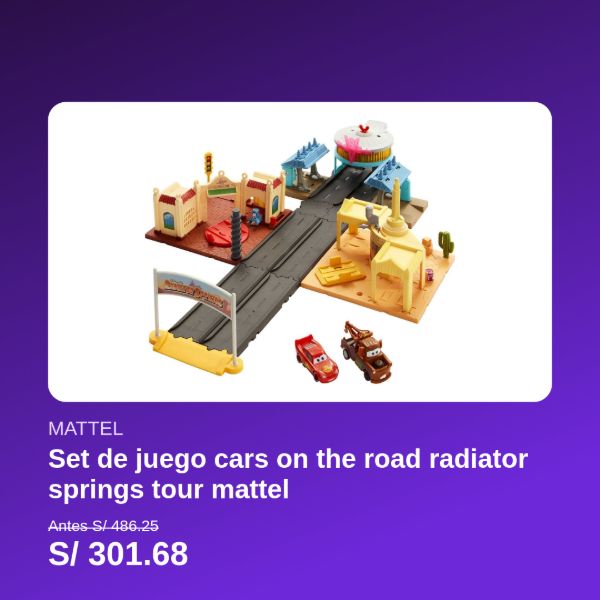 MATTEL
Set de juego cars on the road radiator
springs tour mattel
Antes S/ 486.25
S/ 301.68